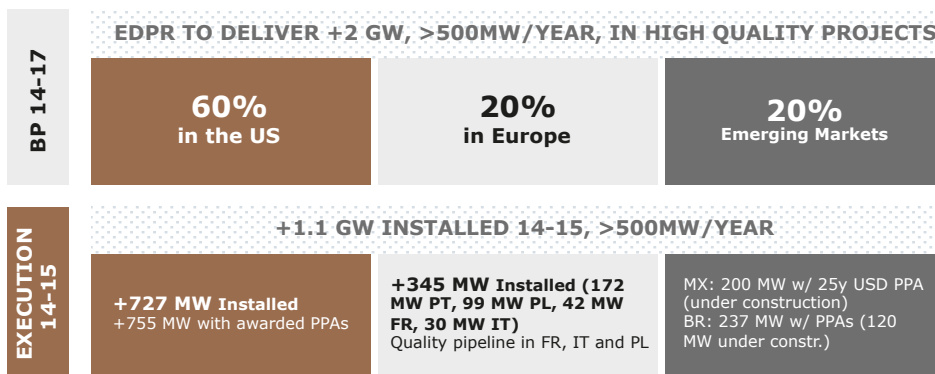 BP 14-17
EDPR TO DELIVER +2 GW, >500MW/YEAR, IN HIGH QUALITY PROJECTS
60%
in the US
20%
in Europe
20%
Emerging Markets
EXECUTION
14-15
+1.1 GW INSTALLED 14-15, >500MW/YEAR
+727 MW Installed
+755 MW with awarded PPAs
+345 MW Installed (172
MW PT, 99 MW PL, 42 MW
FR, 30 MW IT)
Quality pipeline in FR, IT and PL
MX: 200 MW w/ 25y USD PPA
(under construction)
BR: 237 MW w/ PPAs (120
MW under constr.)